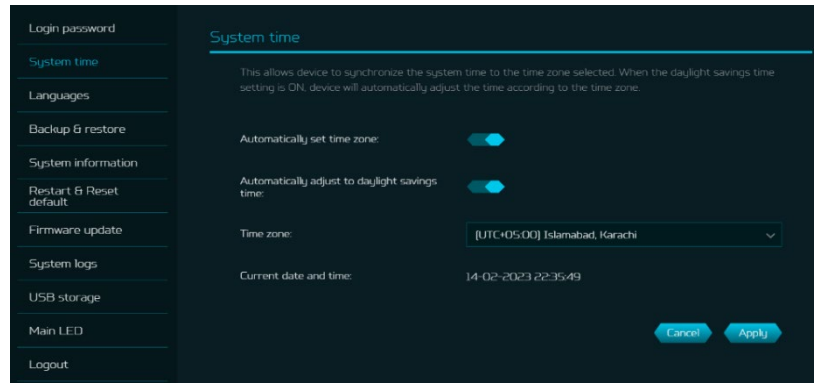 Login password
System time
Languages
Backup & restore
System information
Restart & Reset
default
Firmware update
System logs
USB storage
Main LED
Logout
System time
This allows device to synchronize the system time to the time zone selected. When the daylight savings time
setting is ON, device will automatically adjust the time according to the time zone.
Automatically set time zone:
Automatically adjust to daylight savings
time:
Time zone:
[UTC+05:00] Islamabad, Karachi
Current date and time:
14-02-2023 22:35:49
Cancel
Apply